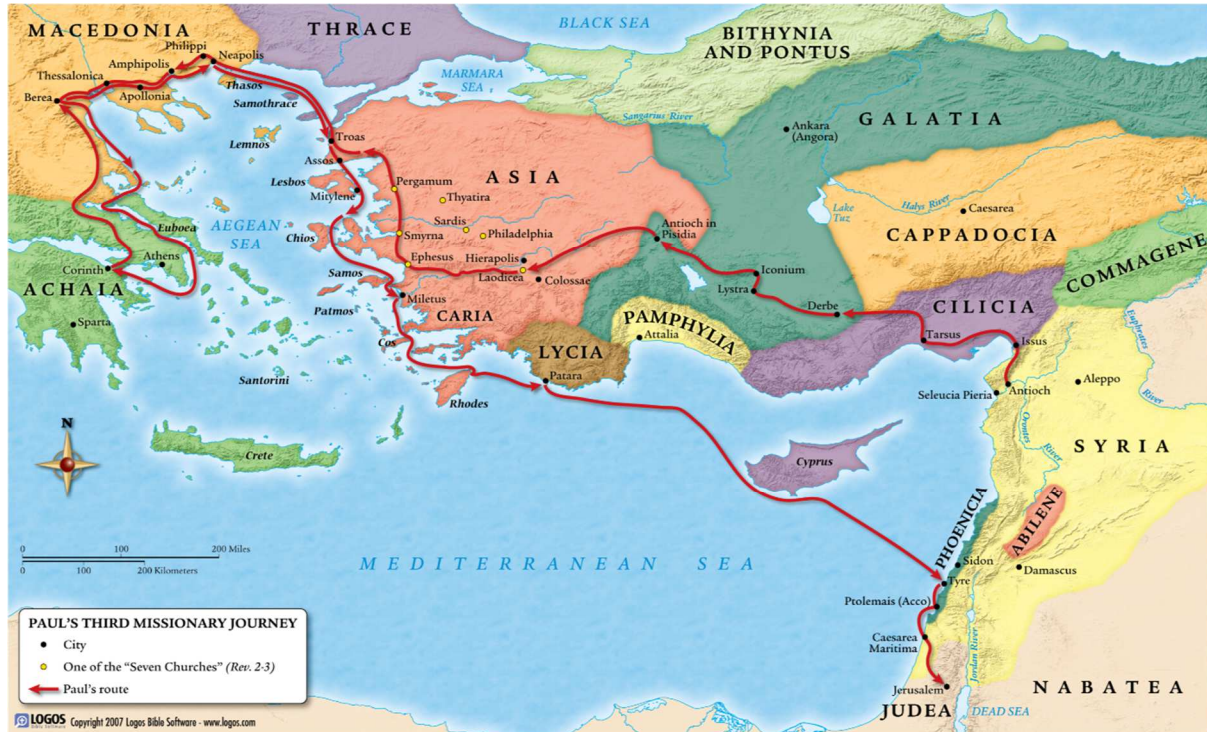 MACEDONIA
THRACE
BLACK SEA
BITHYNIA
AND PONTUS
Philippi
Neapolis
Amphipolis
Thessalonica
Apollonia
Berea
Thasos
Samothrace
MARMARA
SEA
Sangarius River
GALATIA
Ankara
(Angora)
Lemnos
Troas
Assos
Lesbos
Mitylene
Pergamum
ASIA
Thyatira
Sardis
Philadelphia
Smyrna
AEGEAN
SEA
Euboea
Chios
Athens
Corinth
ACHAIA
Sparta
Ephesus
Hierapolis
Laodicea
Colossae
Samos
Patmos
Miletus
CARIA
Cos
Antioch in
Pisidia
Iconium
Lystra
Derbe
Lake
Tuz
Halys River
Caesarea
CAPPADOCIA
COMMAGENE
CILICIA
Tarsus
Issus
Euphrates
River
PAMPHYLIA
Attalia
LYCIA
Patara
Rhodes
Santorini
Crete
Cyprus
Seleucia Pieria
Antioch
Aleppo
Orontes
River
SYRIA
N
0 100 200 Miles
0 100 200 Kilometers
MEDITERRANEAN SEA
PHOENICIA
ABILENE
Sidon
Damascus
Tyre
Ptolemais (Acco)
Caesarea
Maritima
Jordan River
Jerusalem
JUDEA
DEAD SEA
NABATEA
PAUL'S THIRD MISSIONARY JOURNEY
City
One of the “Seven Churches” (Rev. 2-3)
Paul's route
LOGOS
BIBLE SOFTWARE
Copyright 2007 Logos Bible Software - www.logos.com